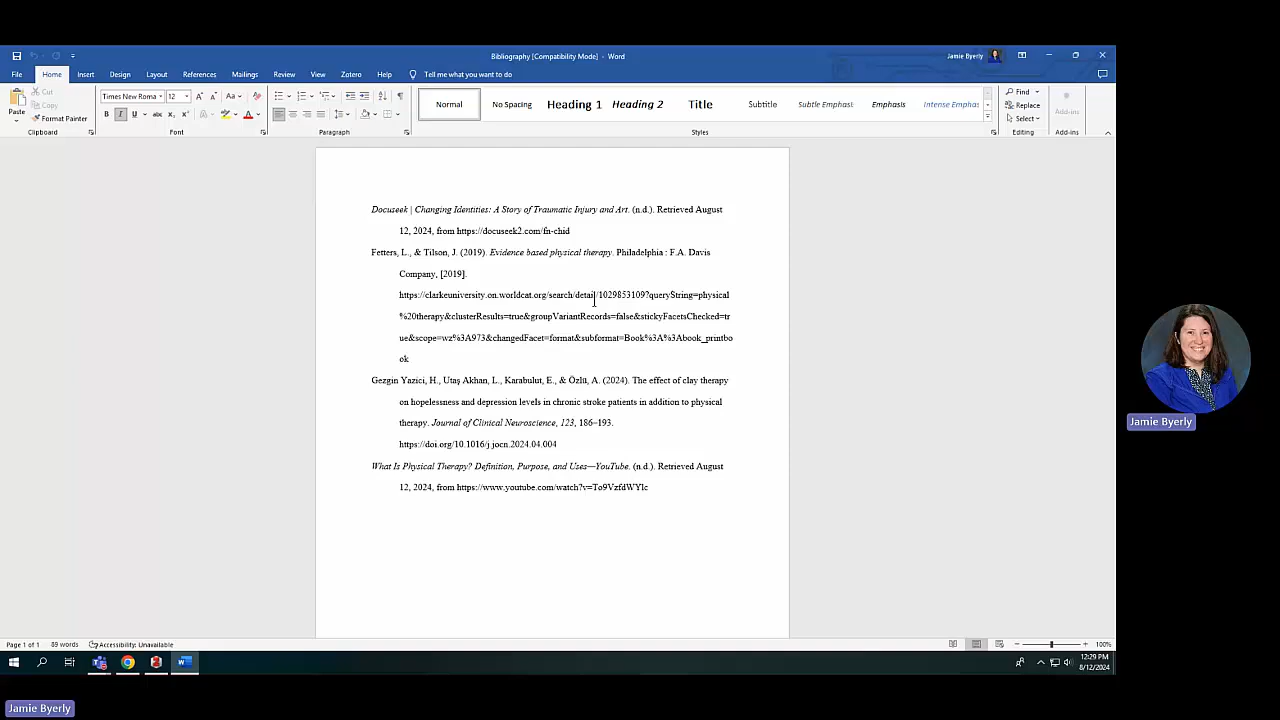 Bibliography [Compatibility Mode] - Word
Jamie Byerly
File Home Insert Design Layout References Mailings Review View Zotero Help Tell me what you want to do
Paste
Cut
Copy
Format Painter
Clipboard
Times New Roma 12 Aa
B I U abc x₂ x² A
Font
Paragraph
Normal No Spacing Heading 1 Heading 2 Title Subtitle Subtle Emphasis Emphasis Intense Emphas
Styles
Find
Replace
Select
Editing
Add-ins
Add-ins
Docuseek | Changing Identities: A Story of Traumatic Injury and Art. (n.d.). Retrieved August
12, 2024, from https://docuseek2.com/fn-chid
Fetters, L., & Tilson, J. (2019). Evidence based physical therapy. Philadelphia : F.A. Davis
Company, [2019].
https://clarkeuniversity.on.worldcat.org/search/detail/1029853109?queryString=physical
%20therapy&clusterResults=true&groupVariantRecords=false&stickyFacetsChecked=tr
ue&scope=wz%3A973&changedFacet=format&subformat=Book%3A%3Abook_printbo
ok
Gezgin Yazici, H., Utaş Akhan, L., Karabulut, E., & Özlü, A. (2024). The effect of clay therapy
on hopelessness and depression levels in chronic stroke patients in addition to physical
therapy. Journal of Clinical Neuroscience, 123, 186–193.
https://doi.org/10.1016/j.jocn.2024.04.004
What Is Physical Therapy? Definition, Purpose, and Uses—YouTube. (n.d.). Retrieved August
12, 2024, from https://www.youtube.com/watch?v=To9VzfdWYIc
Jamie Byerly
Page 1 of 1 89 words Accessibility: Unavailable
100%
12:29 PM
8/12/2024
Jamie Byerly